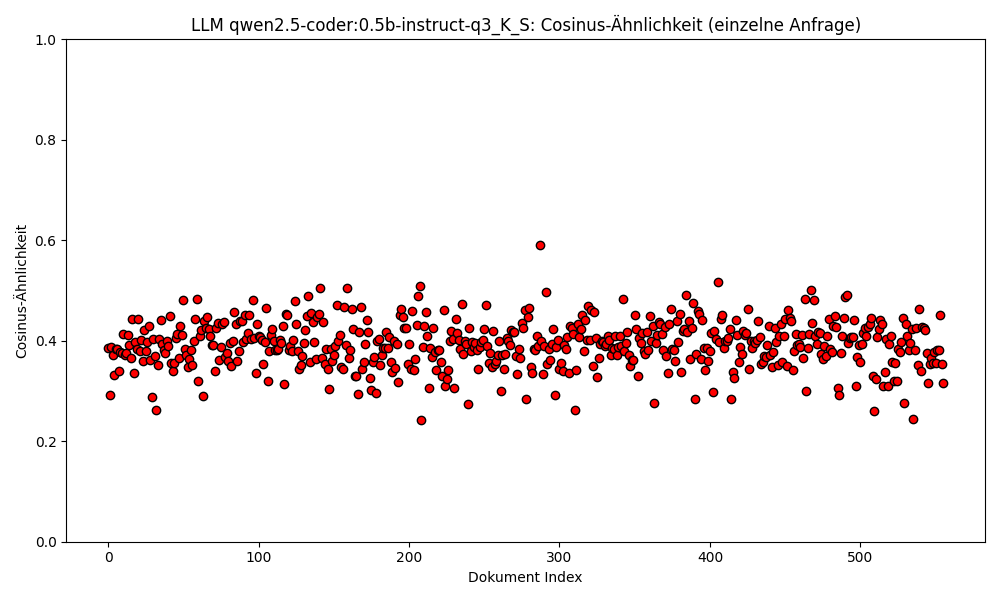 LLM qwen2.5-coder:0.5b-instruct-q3_K_S: Cosinus-Ähnlichkeit (einzelne Anfrage)
1.0
0.8
0.6
0.4
0.2
0.0
Cosinus-Ähnlichkeit
0 100 200 300 400 500
Dokument Index